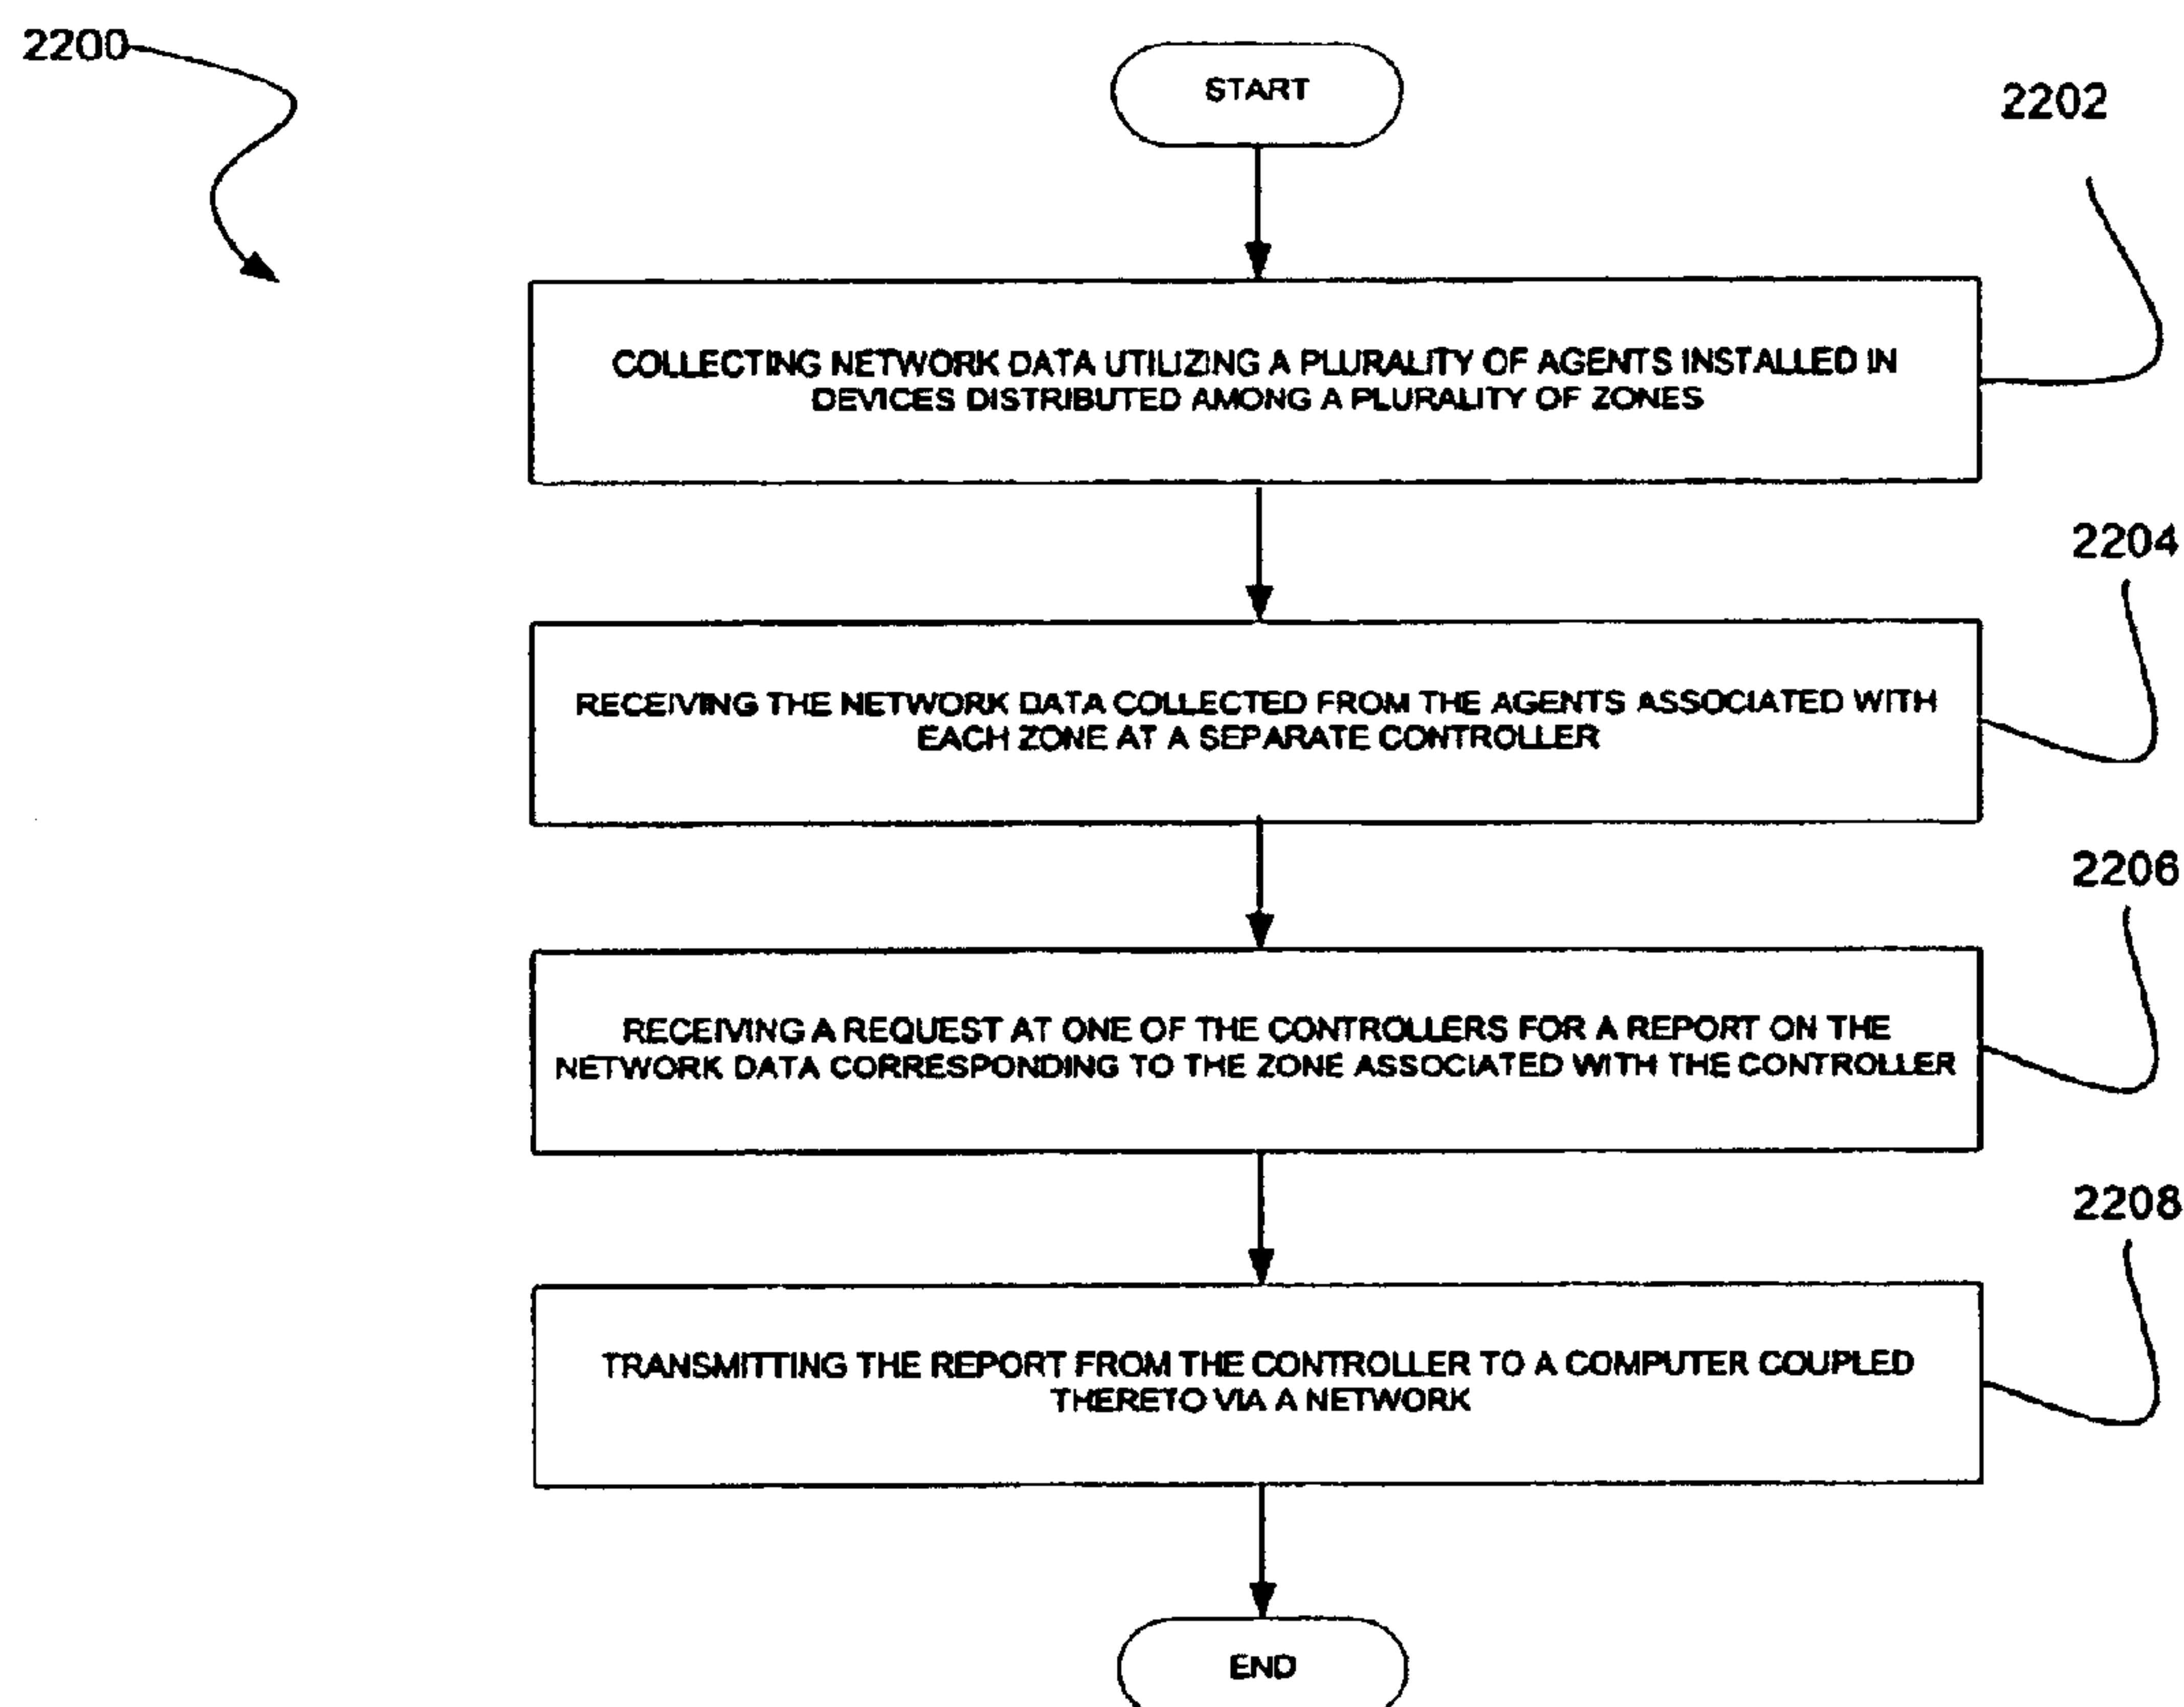 2200
START
2202
COLLECTING NETWORK DATA UTILIZING A PLURALITY OF AGENTS INSTALLED IN
DEVICES DISTRIBUTED AMONG A PLURALITY OF ZONES
2204
RECEIVING THE NETWORK DATA COLLECTED FROM THE AGENTS ASSOCIATED WITH
EACH ZONE AT A SEPARATE CONTROLLER
2206
RECEIVING A REQUEST AT ONE OF THE CONTROLLERS FOR A REPORT ON THE
NETWORK DATA CORRESPONDING TO THE ZONE ASSOCIATED WITH THE CONTROLLER
2208
TRANSMITTING THE REPORT FROM THE CONTROLLER TO A COMPUTER COUPLED
THERETO VIA A NETWORK
END